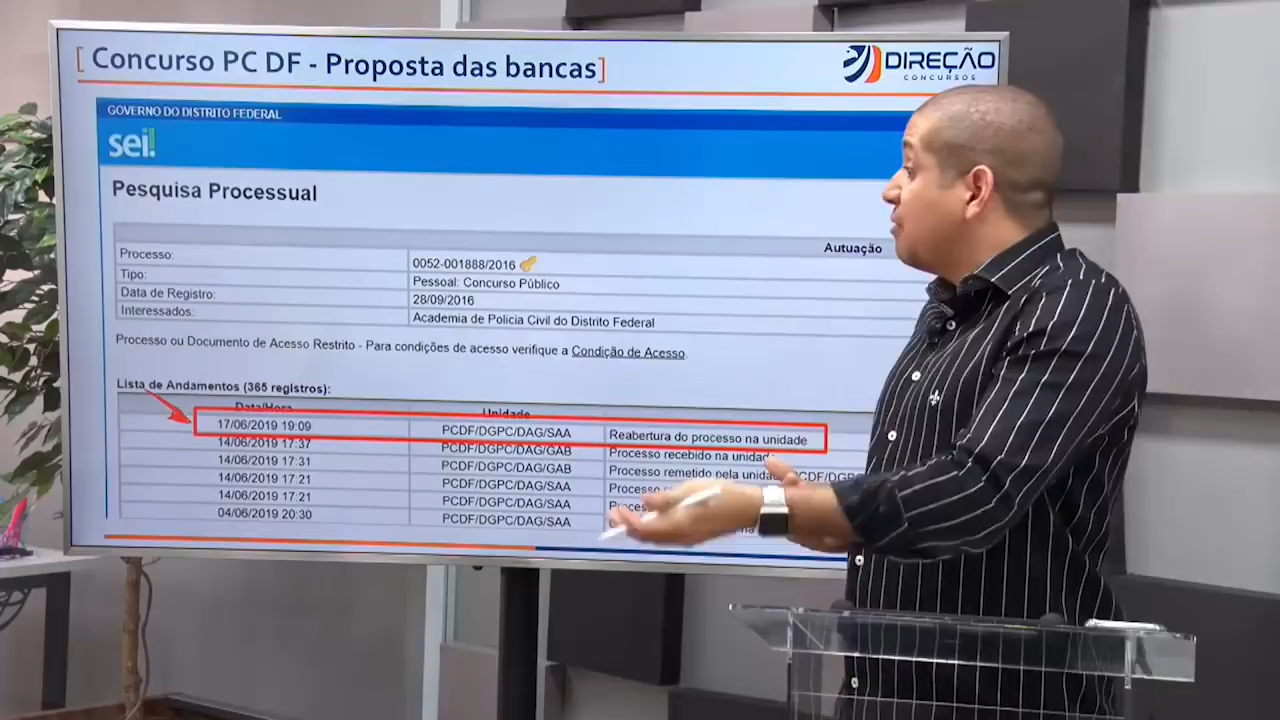 [Concurso PC DF - Proposta das bancas]
DIREÇÃO
CONCURSOS
GOVERNO DO DISTRITO FEDERAL
sei!
Pesquisa Processual
Autuação
Processo: 0052-001888/2016
Tipo: Pessoal: Concurso Público
Data de Registro: 28/09/2016
Interessados: Academia de Policia Civil do Distrito Federal
Processo ou Documento de Acesso Restrito - Para condições de acesso verifique a Condição de Acesso.
Lista de Andamentos (365 registros):
Data/Hora Unidade
17/06/2019 19:09 PCDF/DGPC/DAG/SAA Reabertura do processo na unidade
14/06/2019 17:37 PCDF/DGPC/DAG/GAB Processo recebido na unidade
14/06/2019 17:31 PCDF/DGPC/DAG/GAB Processo remetido pela unidade PCDF/DGPC
14/06/2019 17:21 PCDF/DGPC/DAG/SAA Processo
14/06/2019 17:21 PCDF/DGPC/DAG/SAA
04/06/2019 20:30 PCDF/DGPC/DAG/SAA